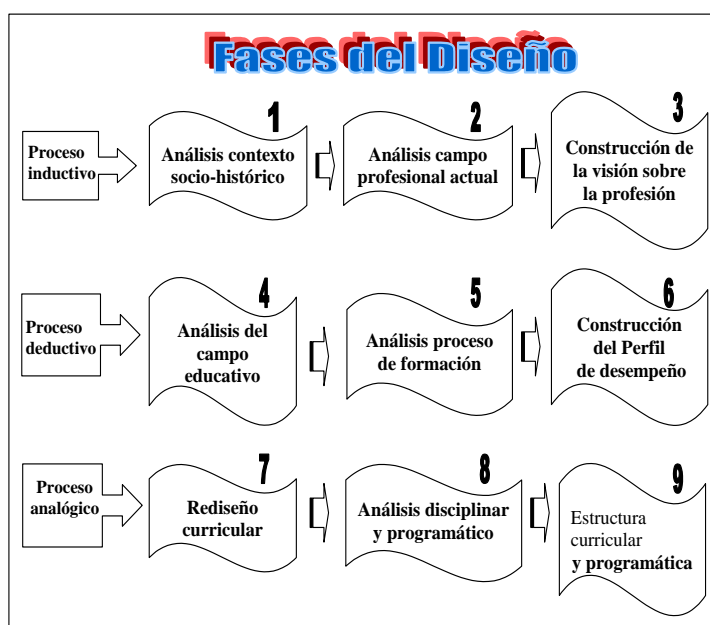 Fases del Diseño
1
2
3
Proceso
inductivo
Análisis contexto
socio-histórico
Análisis campo
profesional actual
Construcción de
la visión sobre
la profesión
4
5
6
Proceso
deductivo
Análisis del
campo
educativo
Análisis proceso
de formación
Construcción
del Perfil
de desempeño
7
8
9
Proceso
analógico
Rediseño
curricular
Análisis disciplinar
y programático
Estructura
curricular
y programática